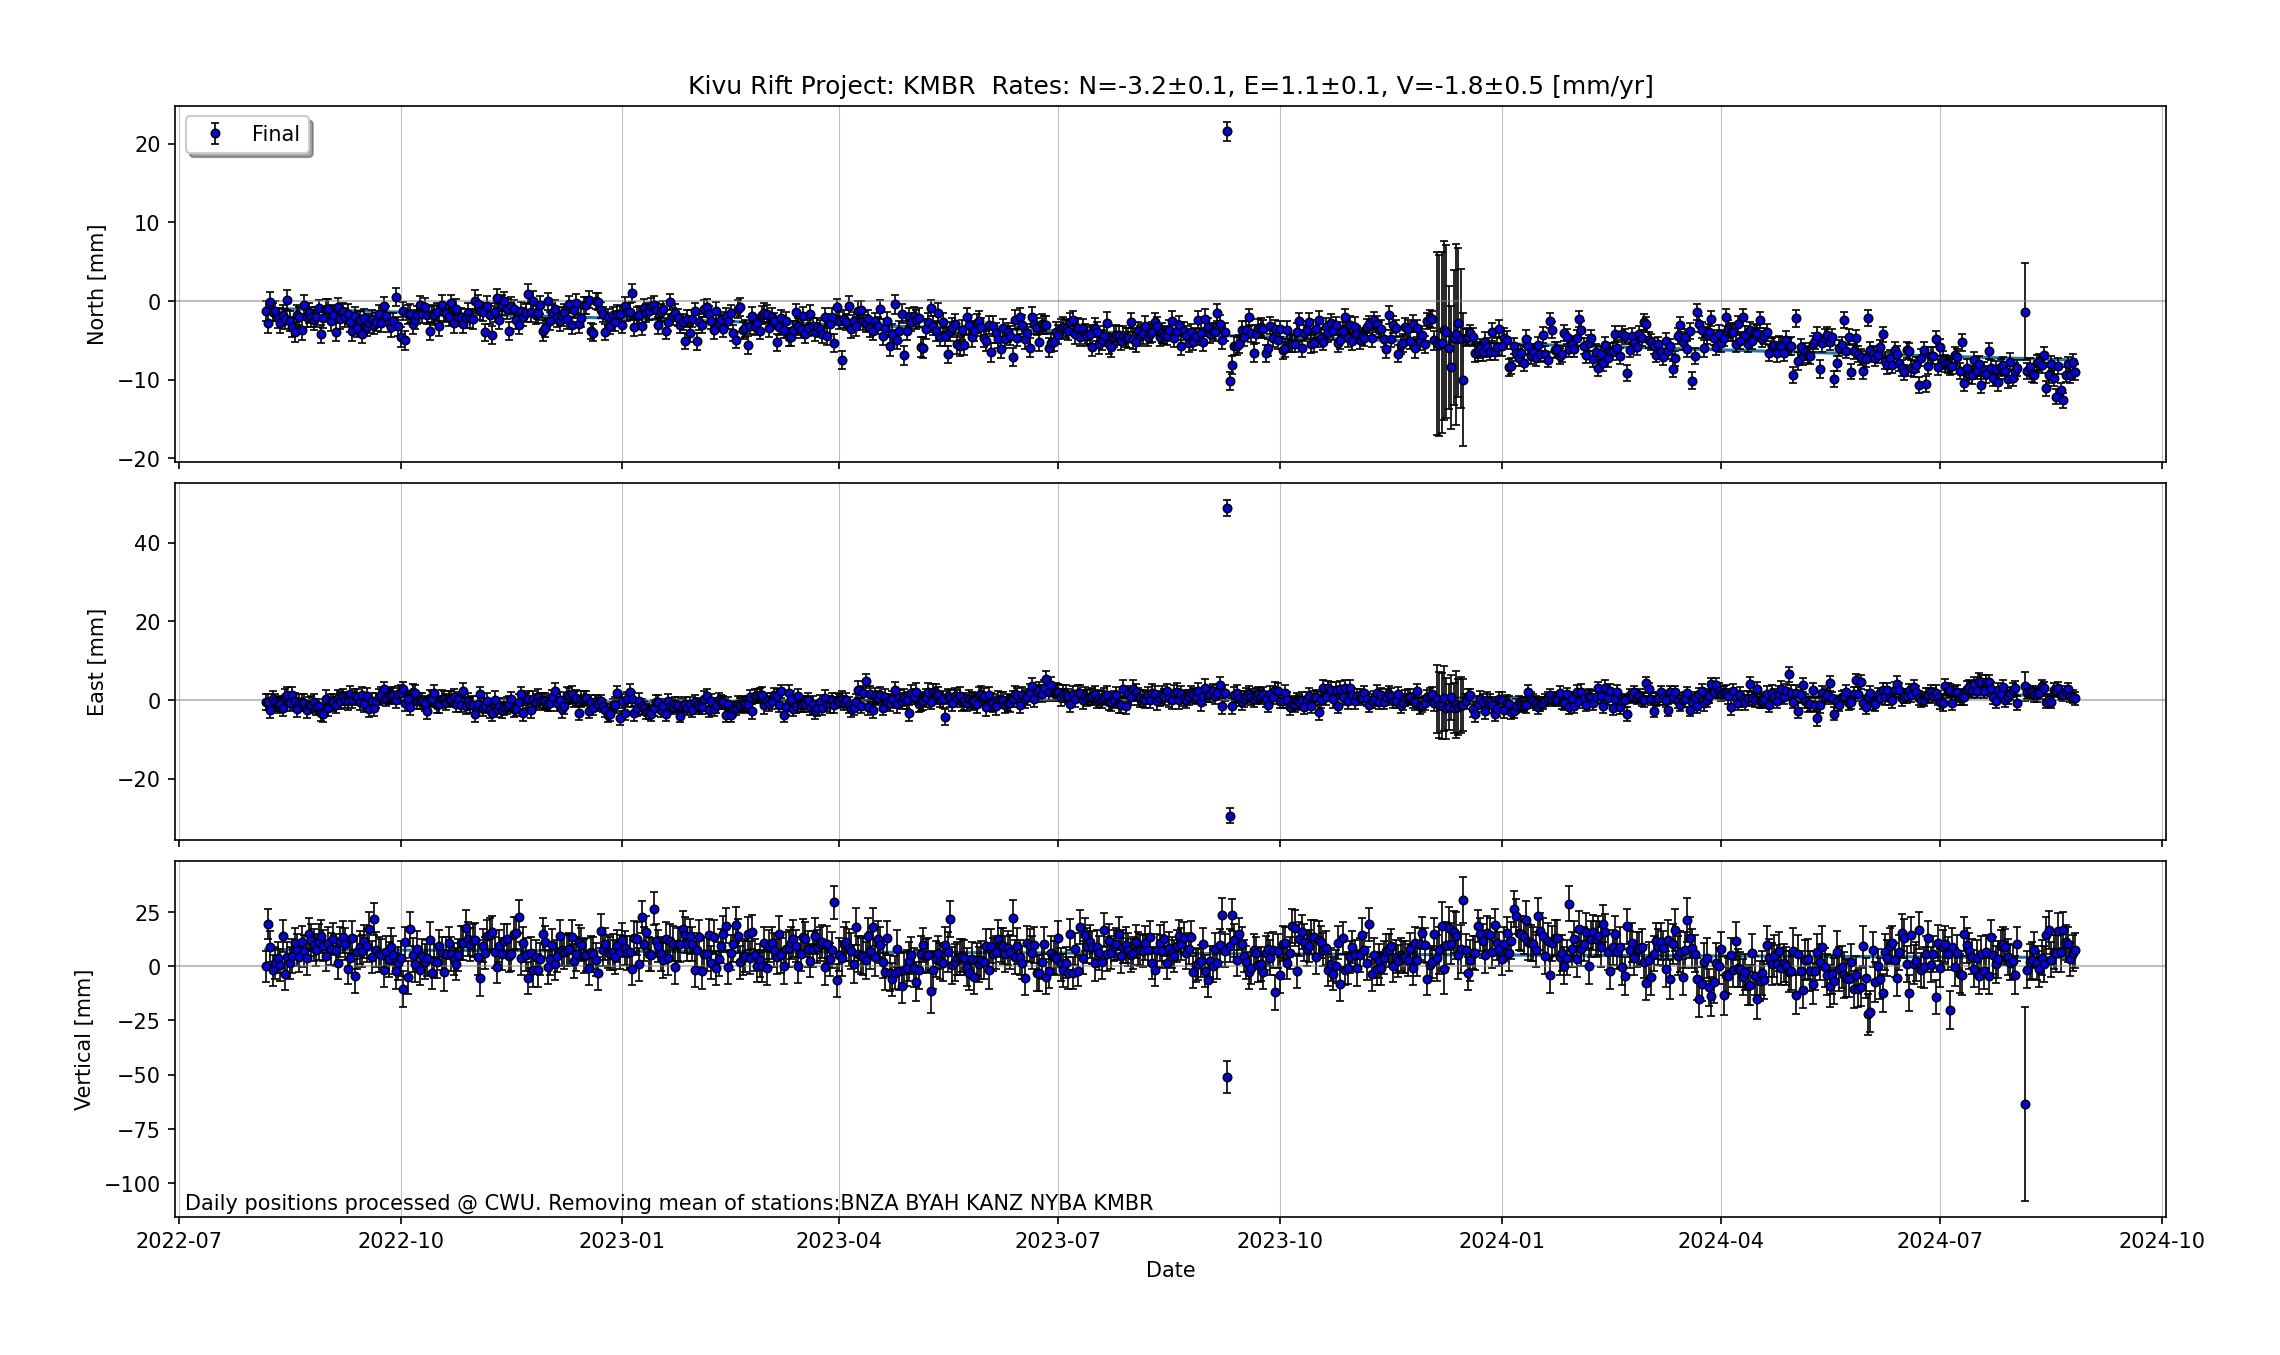 Kivu Rift Project: KMBR  Rates: N=-3.2±0.1, E=1.1±0.1, V=-1.8±0.5 [mm/yr]
Final
North [mm]
20
10
0
−10
−20
East [mm]
40
20
0
−20
Vertical [mm]
25
0
−25
−50
−75
−100
Daily positions processed @ CWU. Removing mean of stations:BNZA BYAH KANZ NYBA KMBR
2022-07 2022-10 2023-01 2023-04 2023-07 2023-10 2024-01 2024-04 2024-07 2024-10
Date